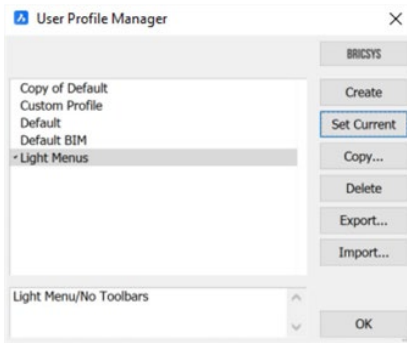 User Profile Manager
BRICSYS
Copy of Default
Custom Profile
Default
Default BIM
Light Menus
Create
Set Current
Copy...
Delete
Export...
Import...
Light Menu/No Toolbars
OK